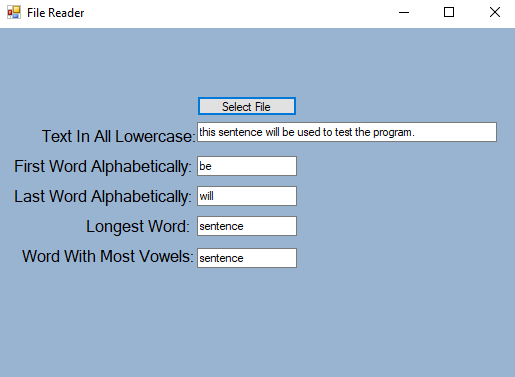 File Reader
Select File
Text In All Lowercase: this sentence will be used to test the program.
First Word Alphabetically: be
Last Word Alphabetically: will
Longest Word: sentence
Word With Most Vowels: sentence